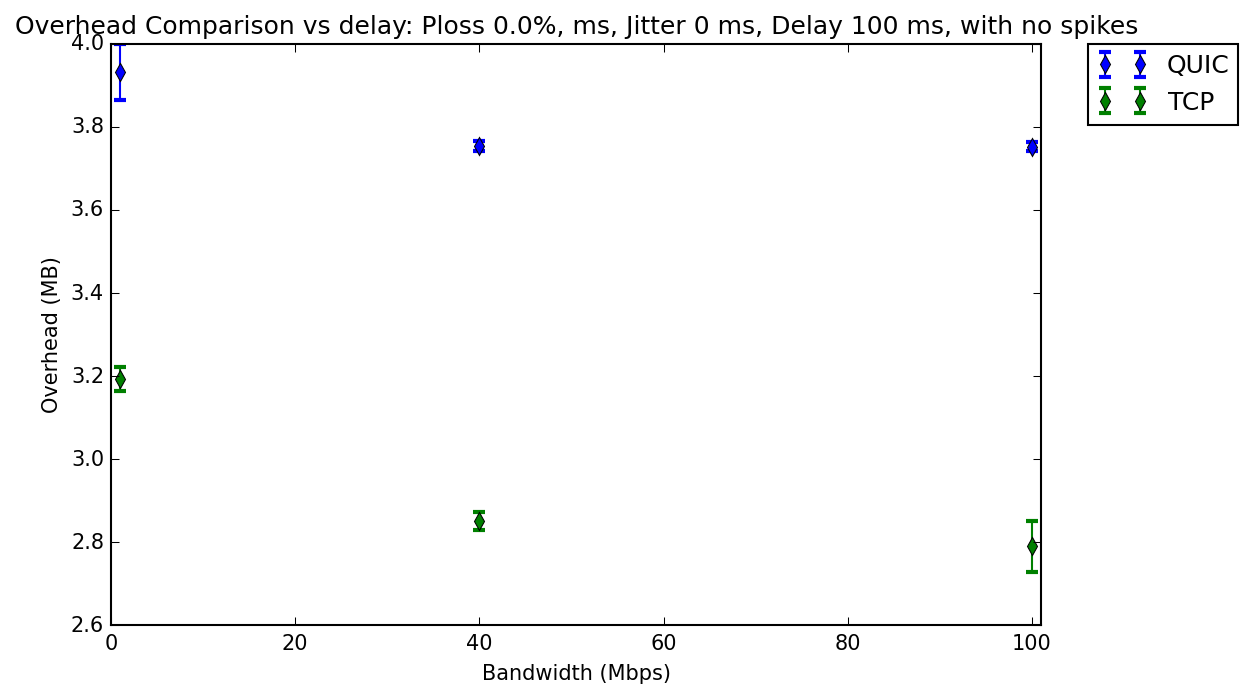 Overhead Comparison vs delay: Ploss 0.0%, ms, Jitter 0 ms, Delay 100 ms, with no spikes
QUIC
TCP
4.0
3.8
3.6
3.4
3.2
3.0
2.8
2.6
Overhead (MB)
0 20 40 60 80 100
Bandwidth (Mbps)